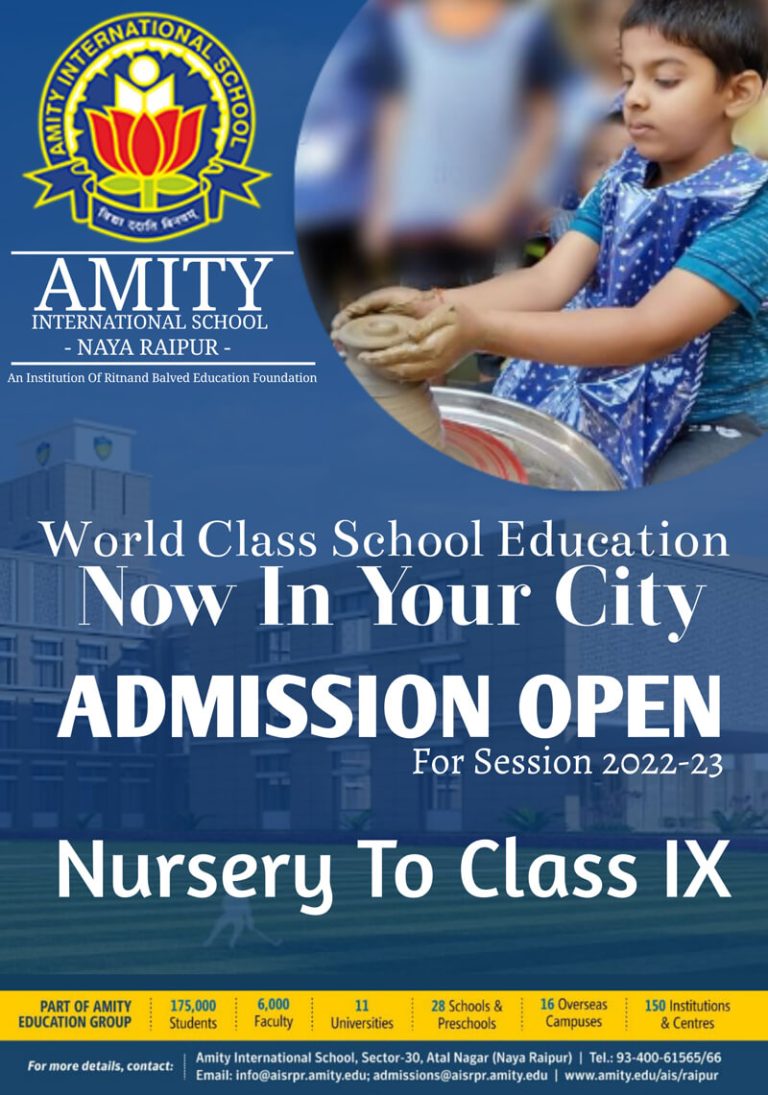 AMITY INTERNATIONAL SCHOOL
विद्या ददाति विनयम्
AMITY
INTERNATIONAL SCHOOL
- NAYA RAIPUR -
An Institution Of Ritnand Balved Education Foundation
World Class School Education
Now In Your City
ADMISSION OPEN
For Session 2022-23
Nursery To Class IX
PART OF AMITY
EDUCATION GROUP
175,000
Students
6,000
Faculty
11
Universities
28 Schools &
Preschools
16 Overseas
Campuses
150 Institutions
& Centres
For more details, contact:
Amity International School, Sector-30, Atal Nagar (Naya Raipur) | Tel.: 93-400-61565/66
Email: info@aisrpr.amity.edu; admissions@aisrpr.amity.edu | www.amity.edu/ais/raipur